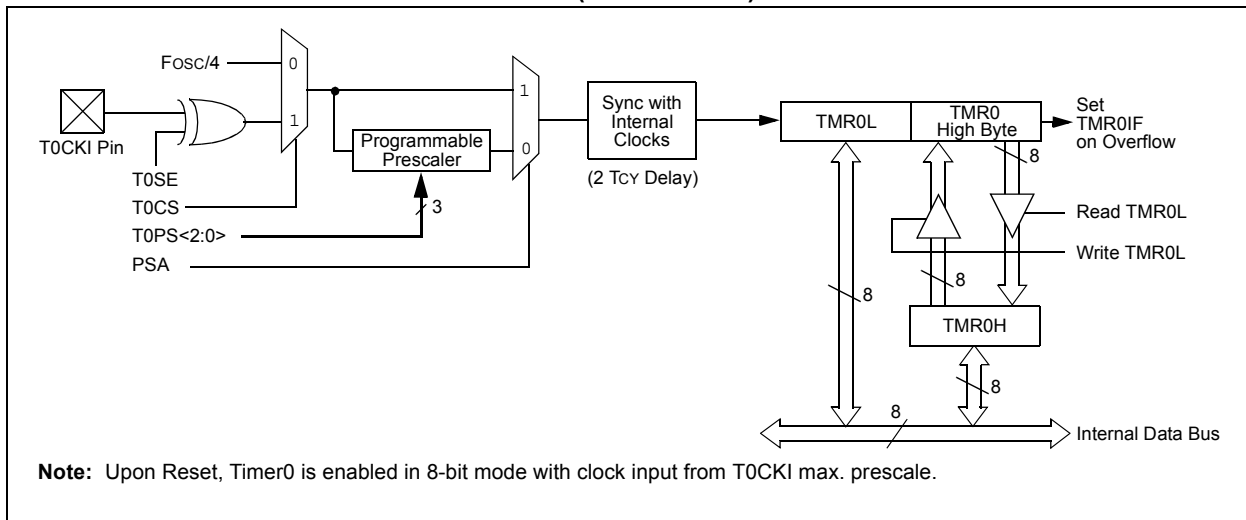 Fosc/4
0
1
T0CKI Pin
T0SE
T0CS
T0PS<2:0>
PSA
Programmable
Prescaler
3
1
0
Sync with
Internal
Clocks
(2 TCY Delay)
TMR0L
TMR0
High Byte
Set
TMR0IF
on Overflow
8
Read TMR0L
Write TMR0L
8
8
TMR0H
8
8
Internal Data Bus
Note: Upon Reset, Timer0 is enabled in 8-bit mode with clock input from T0CKI max. prescale.